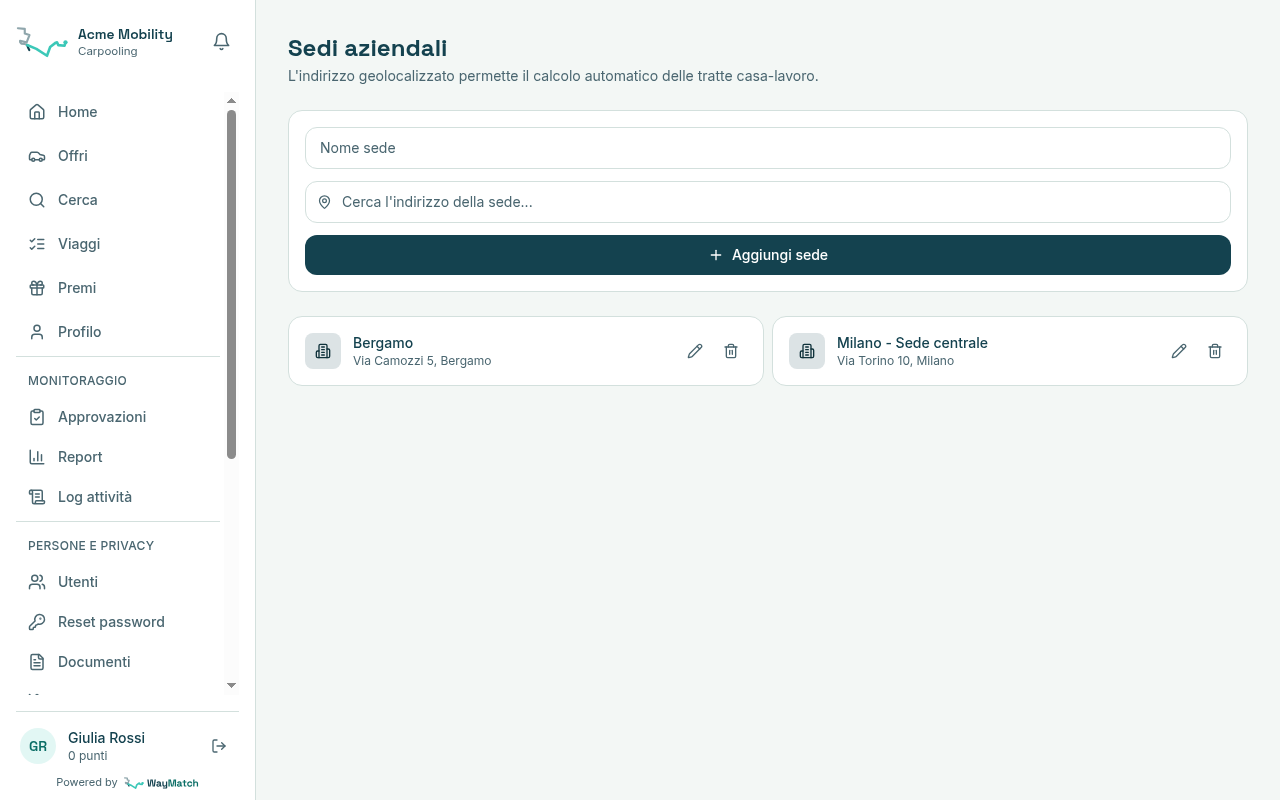 Acme Mobility
Carpooling
Home
Offri
Cerca
Viaggi
Premi
Profilo
MONITORAGGIO
Approvazioni
Report
Log attività
PERSONE E PRIVACY
Utenti
Reset password
Documenti
GR
Giulia Rossi
0 punti
Powered by WayMatch
Sedi aziendali
L'indirizzo geolocalizzato permette il calcolo automatico delle tratte casa-lavoro.
Nome sede
Cerca l'indirizzo della sede...
Aggiungi sede
Bergamo
Via Camozzi 5, Bergamo
Milano - Sede centrale
Via Torino 10, Milano